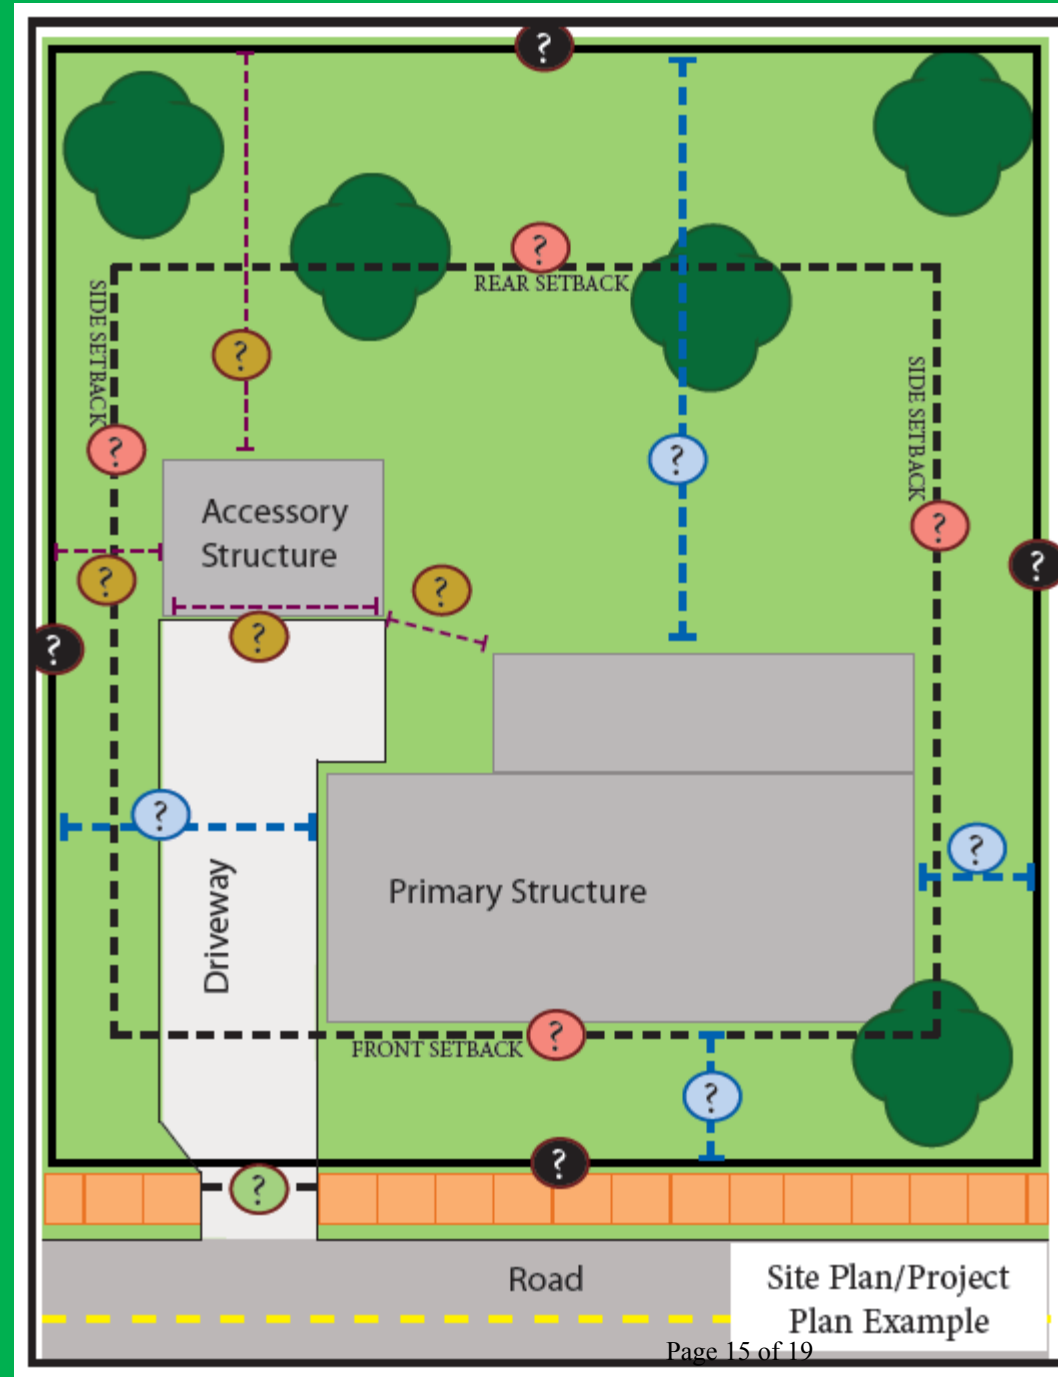 ?
?
REAR SETBACK
SIDE SETBACK
?
?
SIDE SETBACK
?
?
Accessory
Structure
?
?
?
?
?
?
?
?
Driveway
Primary Structure
?
FRONT SETBACK
?
?
?
Road
Site Plan/Project
Plan Example
Page 15 of 19